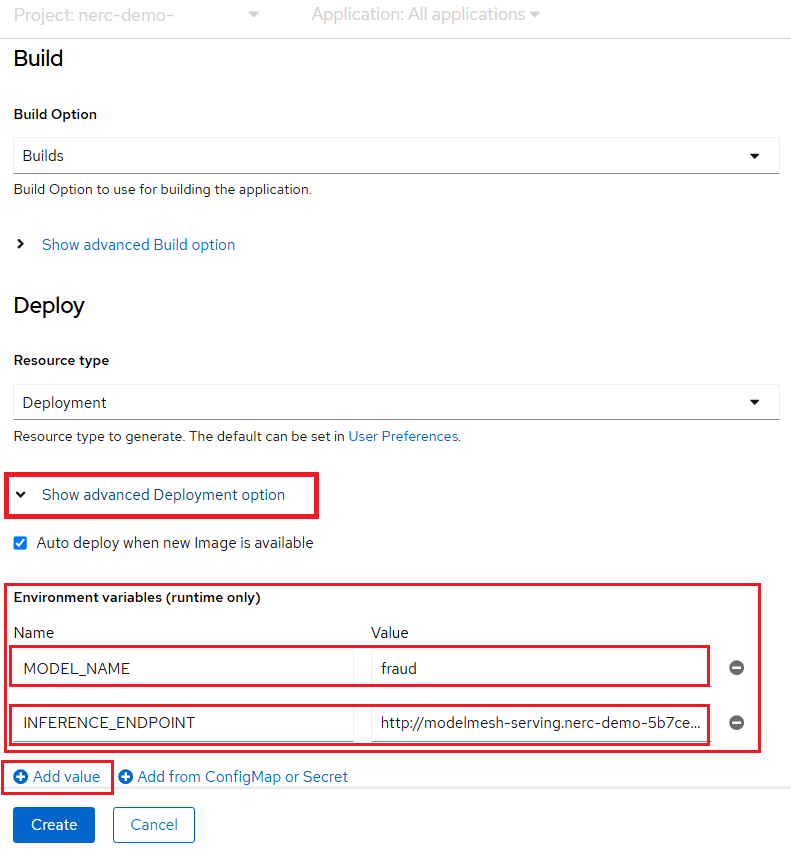 Project: nerc-demo- Application: All applications
Build
Build Option
Builds
Build Option to use for building the application.
Show advanced Build option
Deploy
Resource type
Deployment
Resource type to generate. The default can be set in User Preferences.
Show advanced Deployment option
Auto deploy when new Image is available
Environment variables (runtime only)
Name Value
MODEL_NAME fraud
INFERENCE_ENDPOINT http://modelmesh-serving.nerc-demo-5b7ce...
Add value Add from ConfigMap or Secret
Create Cancel